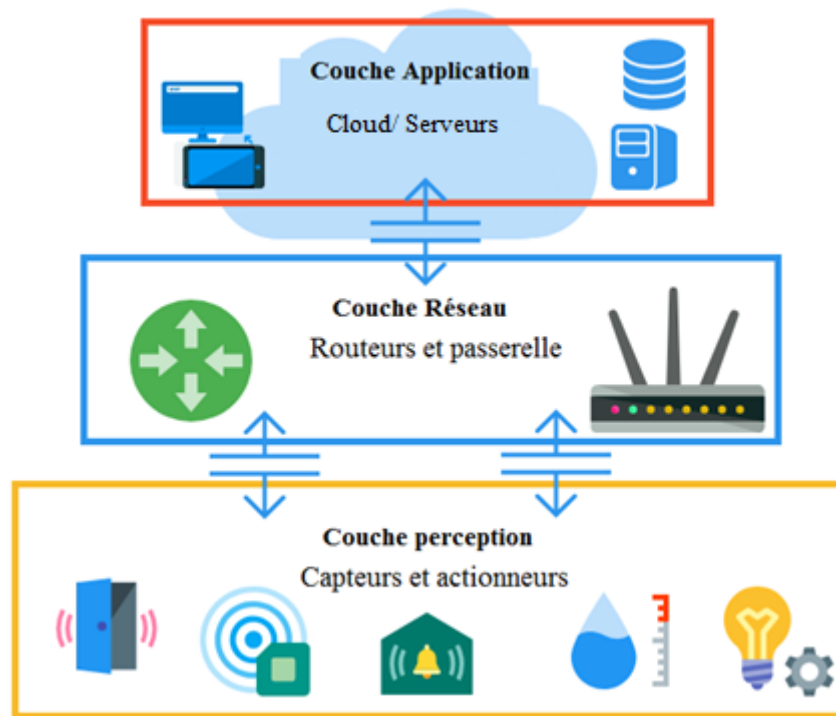 Couche Application
Cloud/ Serveurs
Couche Réseau
Routeurs et passerelle
Couche perception
Capteurs et actionneurs